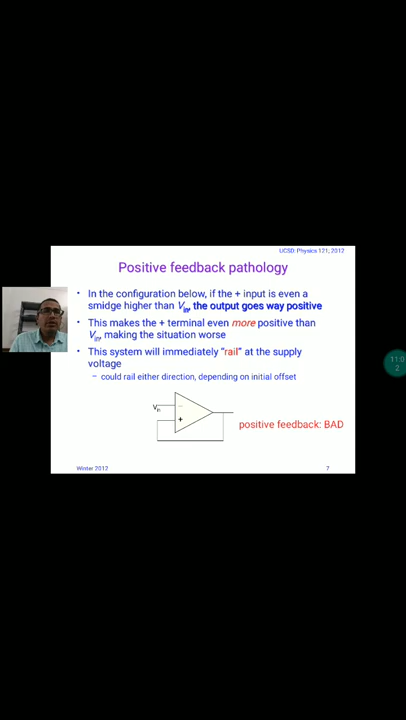 UCSD: Physics 121, 2012
Positive feedback pathology
• In the configuration below, if the + input is even a
smidge higher than Vin, the output goes way positive
• This makes the + terminal even more positive than
Vin, making the situation worse
• This system will immediately “rail” at the supply
voltage
– could rail either direction, depending on initial offset
Vin
−
+
positive feedback: BAD
Winter 2012
7
11:0
2